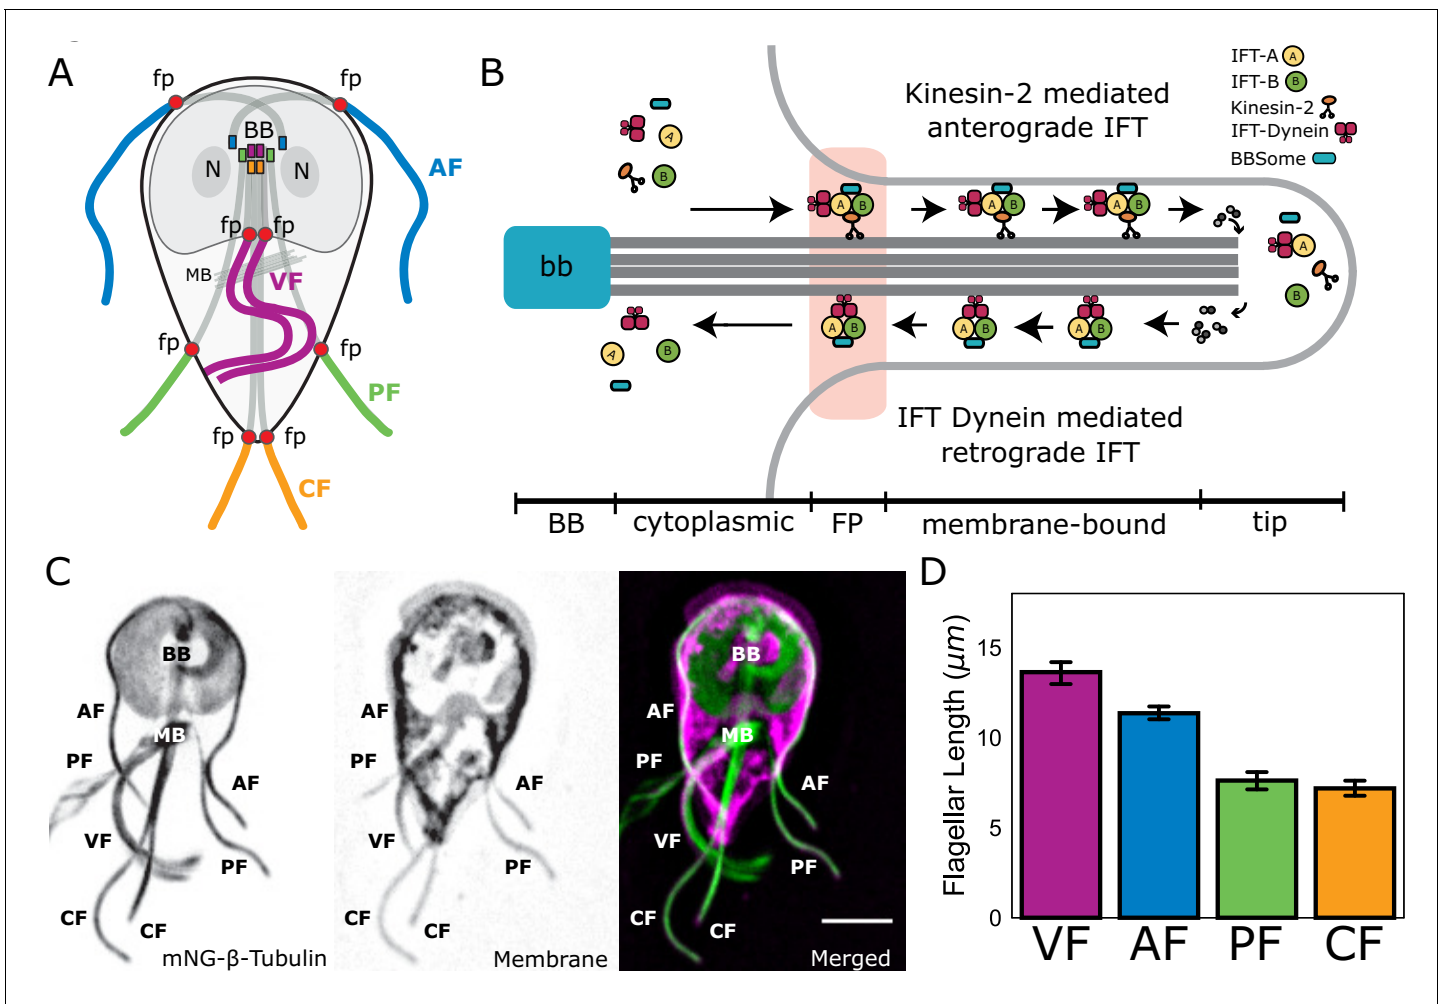 A
fp
fp
BB
N
N
AF
fp
fp
MB
VF
fp
fp
PF
fp
fp
CF
B
Kinesin-2 mediated
anterograde IFT
IFT-A A
IFT-B B
Kinesin-2
IFT-Dynein
BBSome
A
B
A B
A B
A B
bb
A
B
A B
A B
A B
A
B
IFT Dynein mediated
retrograde IFT
BB cytoplasmic FP membrane-bound tip
C
BB
AF
MB
PF
AF
VF
PF
CF
CF
mNG-β-Tubulin
AF
PF
AF
VF
PF
CF
CF
Membrane
BB
AF
MB
PF
AF
VF
PF
CF
CF
Merged
D
Flagellar Length (μm)
15
10
5
0
VF AF PF CF